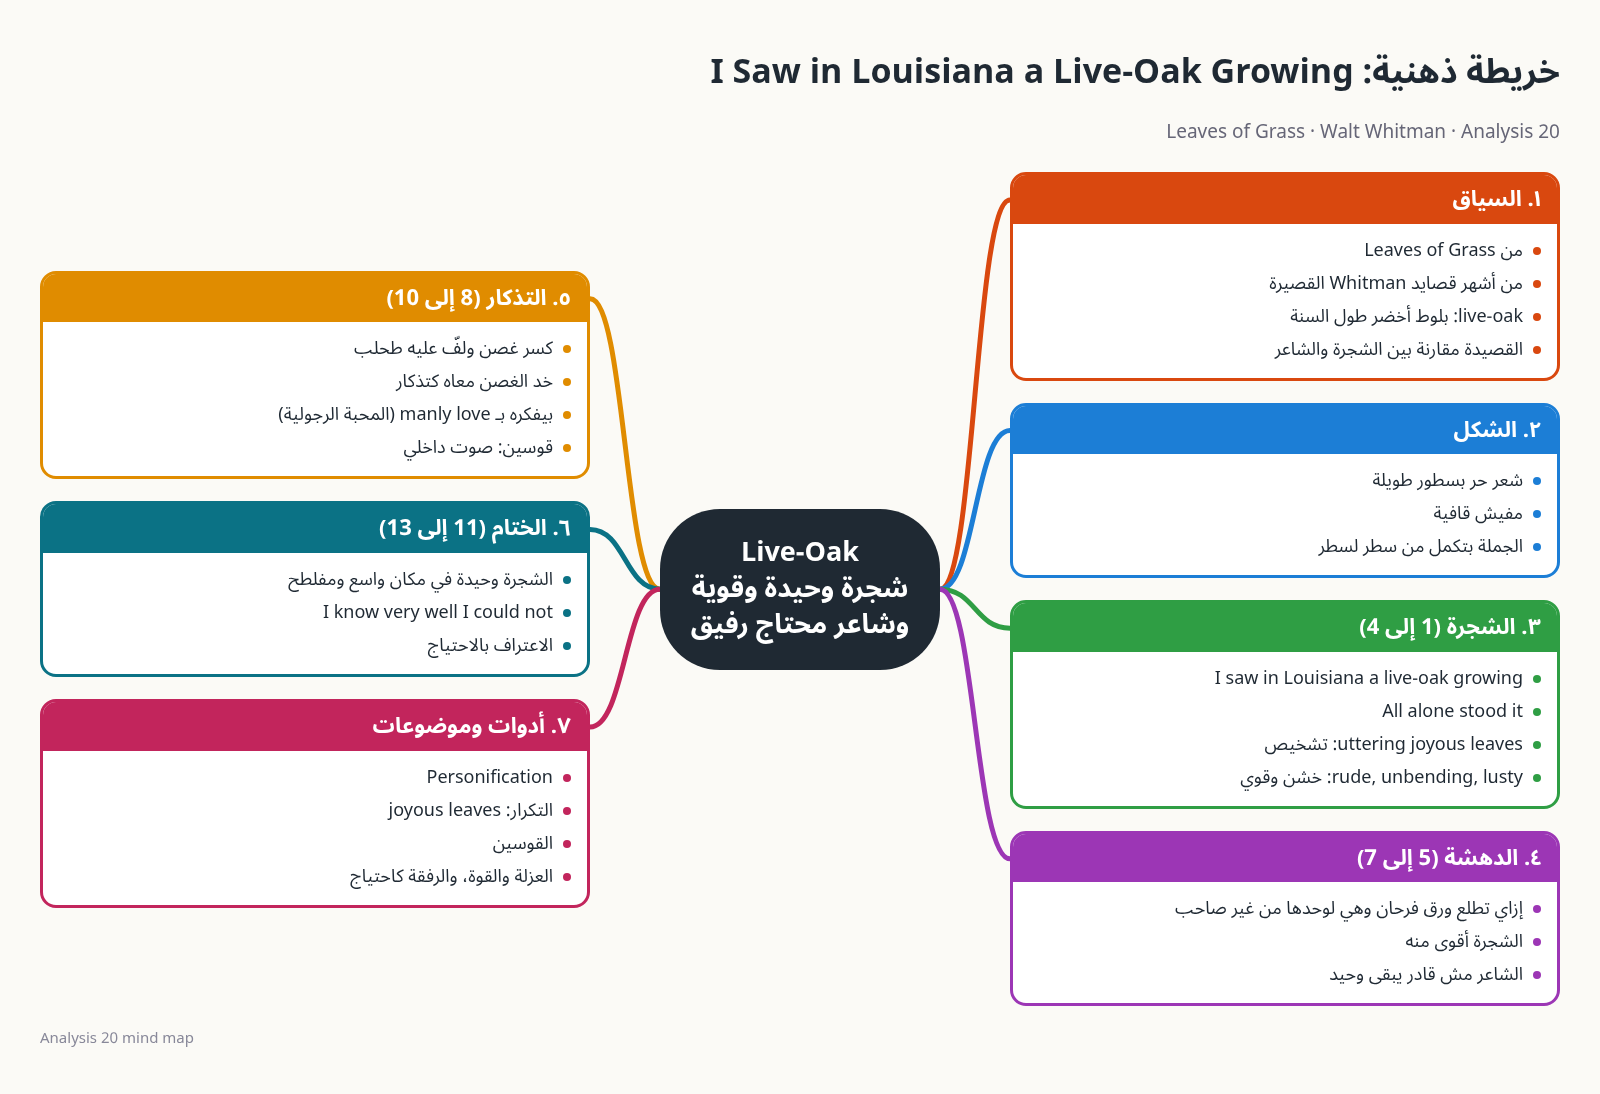 خريطة ذهنية: I Saw in Louisiana a Live-Oak Growing
Leaves of Grass · Walt Whitman · Analysis 20
١. السياق
من Leaves of Grass
من أشهر قصايد Whitman القصيرة
live-oak: بلوط أخضر طول السنة
القصيدة مقارنة بين الشجرة والشاعر
٢. الشكل
شعر حر بسطور طويلة
مفيش قافية
الجملة بتكمل من سطر لسطر
٣. الشجرة (1 إلى 4)
I saw in Louisiana a live-oak growing
All alone stood it
uttering joyous leaves: تشخيص
rude, unbending, lusty: خشن وقوي
٤. الدهشة (5 إلى 7)
إزاي تطلع ورق فرحان وهي لوحدها من غير صاحب
الشجرة أقوى منه
الشاعر مش قادر يبقى وحيد
Live-Oak
شجرة وحيدة وقوية
وشاعر محتاج رفيق
٥. التذكار (8 إلى 10)
كسر غصن ولفّ عليه طحلب
خد الغصن معاه كتذكار
بيفكره بـ manly love (المحبة الرجولية)
قوسين: صوت داخلي
٦. الختام (11 إلى 13)
الشجرة وحيدة في مكان واسع ومفلطح
I know very well I could not
الاعتراف بالاحتياج
٧. أدوات وموضوعات
Personification
التكرار: joyous leaves
القوسين
العزلة والقوة، والرفقة كاحتياج
Analysis 20 mind map